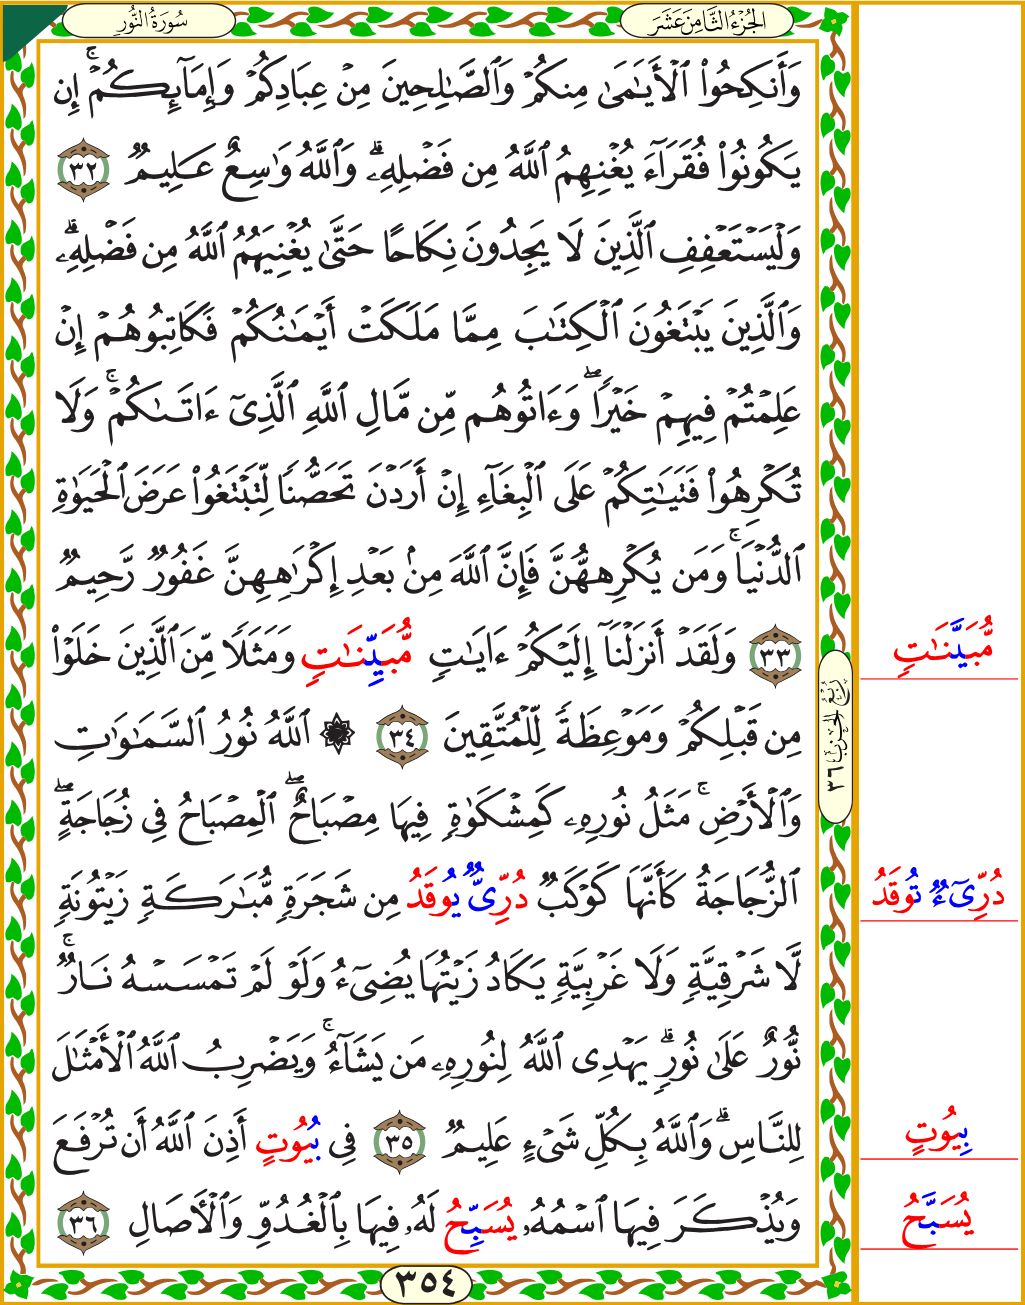 سُورَةُ النُّورِ
الجُزءُ الثَّامِنَ عَشَرَ
وَأَنكِحُوا۟ ٱلْأَيَـٰمَىٰ مِنكُمْ وَٱلصَّـٰلِحِينَ مِنْ عِبَادِكُمْ وَإِمَآئِكُمْ ۚ إِن
يَكُونُوا۟ فُقَرَآءَ يُغْنِهِمُ ٱللَّهُ مِن فَضْلِهِۦ ۗ وَٱللَّهُ وَٰسِعٌ عَلِيمٌ ٣٢
وَلْيَسْتَعْفِفِ ٱلَّذِينَ لَا يَجِدُونَ نِكَاحًا حَتَّىٰ يُغْنِيَهُمُ ٱللَّهُ مِن فَضْلِهِۦ ۗ
وَٱلَّذِينَ يَبْتَغُونَ ٱلْكِتَـٰبَ مِمَّا مَلَكَتْ أَيْمَـٰنُكُمْ فَكَاتِبُوهُمْ إِنْ
عَلِمْتُمْ فِيهِمْ خَيْرًا ۖ وَءَاتُوهُم مِّن مَّالِ ٱللَّهِ ٱلَّذِىٓ ءَاتَىٰكُمْ ۚ وَلَا
تُكْرِهُوا۟ فَتَيَـٰتِكُمْ عَلَى ٱلْبِغَآءِ إِنْ أَرَدْنَ تَحَصُّنًا لِّتَبْتَغُوا۟ عَرَضَ ٱلْحَيَوٰةِ
ٱلدُّنْيَا ۚ وَمَن يُكْرِههُّنَّ فَإِنَّ ٱللَّهَ مِنۢ بَعْدِ إِكْرَٰهِهِنَّ غَفُورٌ رَّحِيمٌ
٣٣ وَلَقَدْ أَنزَلْنَآ إِلَيْكُمْ ءَايَـٰتٍ مُّبَيِّنَـٰتٍ وَمَثَلًا مِّنَ ٱلَّذِينَ خَلَوْا۟
مُّبَيَّنَـٰتٍ
مِن قَبْلِكُمْ وَمَوْعِظَةً لِّلْمُتَّقِينَ ٣٤ ۞ ٱللَّهُ نُورُ ٱلسَّمَـٰوَٰتِ
رُبْعُ الحِزْبِ ٣٦
وَٱلْأَرْضِ ۚ مَثَلُ نُورِهِۦ كَمِشْكَوٰةٍ فِيهَا مِصْبَاحٌ ۖ ٱلْمِصْبَاحُ فِى زُجَاجَةٍ ۖ
ٱلزُّجَاجَةُ كَأَنَّهَا كَوْكَبٌ دُرِّىٌّ يُوقَدُ مِن شَجَرَةٍ مُّبَـٰرَكَةٍ زَيْتُونَةٍ
دُرِّىٓءٌ تُوقَدُ
لَّا شَرْقِيَّةٍ وَلَا غَرْبِيَّةٍ يَكَادُ زَيْتُهَا يُضِىٓءُ وَلَوْ لَمْ تَمْسَسْهُ نَارٌ ۚ
نُّورٌ عَلَىٰ نُورٍ ۗ يَهْدِى ٱللَّهُ لِنُورِهِۦ مَن يَشَآءُ ۚ وَيَضْرِبُ ٱللَّهُ ٱلْأَمْثَـٰلَ
لِلنَّاسِ ۗ وَٱللَّهُ بِكُلِّ شَىْءٍ عَلِيمٌ ٣٥ فِى بُيُوتٍ أَذِنَ ٱللَّهُ أَن تُرْفَعَ
بِيُوتٍ
وَيُذْكَرَ فِيهَا ٱسْمُهُۥ يُسَبِّحُ لَهُۥ فِيهَا بِٱلْغُدُوِّ وَٱلْـَٔاصَالِ ٣٦
يُسَبَّحُ
٣٥٤